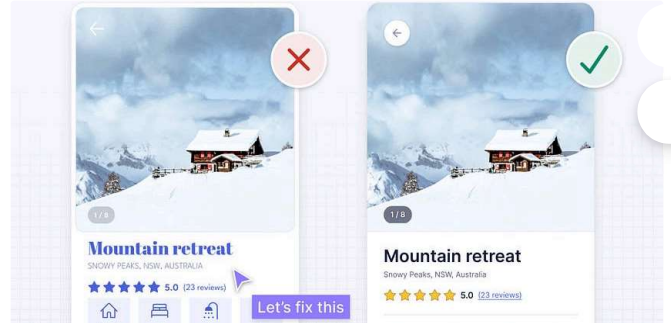 1/8
Mountain retreat
SNOWY PEAKS, NSW, AUSTRALIA
5.0 (23 reviews)
Let's fix this
1/8
Mountain retreat
Snowy Peaks, NSW, Australia
5.0 (23 reviews)